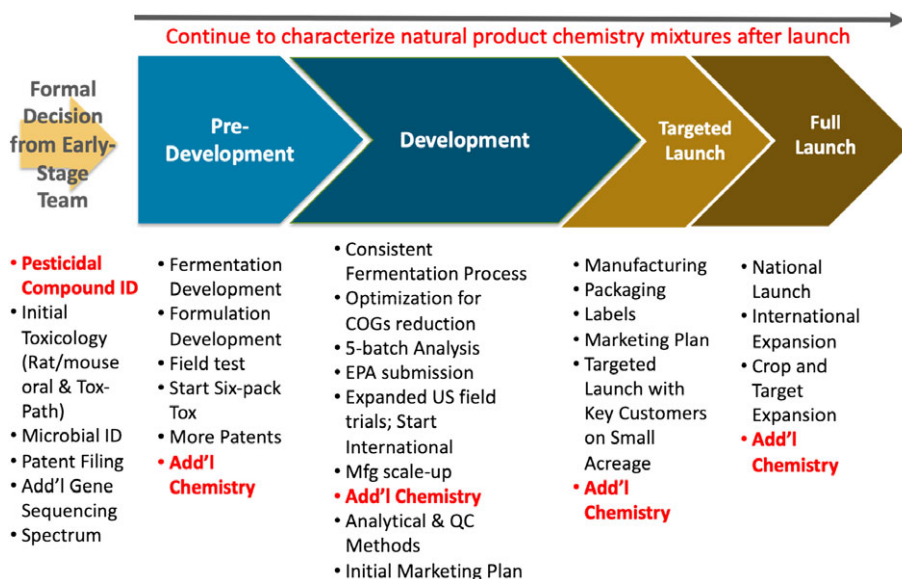 Continue to characterize natural product chemistry mixtures after launch
Formal
Decision
from Early-
Stage
Team
Pre-
Development
Development
Targeted
Launch
Full
Launch
• Pesticidal
Compound ID
• Initial
Toxicology
(Rat/mouse
oral & Tox-
Path)
• Microbial ID
• Patent Filing
• Add'l Gene
Sequencing
• Spectrum
• Fermentation
Development
• Formulation
Development
• Field test
• Start Six-pack
Tox
• More Patents
• Add'l
Chemistry
• Consistent
Fermentation Process
• Optimization for
COGs reduction
• 5-batch Analysis
• EPA submission
• Expanded US field
trials; Start
International
• Mfg scale-up
• Add'l Chemistry
• Analytical & QC
Methods
• Initial Marketing Plan
• Manufacturing
• Packaging
• Labels
• Marketing Plan
• Targeted
Launch with
Key Customers
on Small
Acreage
• Add'l
Chemistry
• National
Launch
• International
Expansion
• Crop and
Target
Expansion
• Add'l
Chemistry